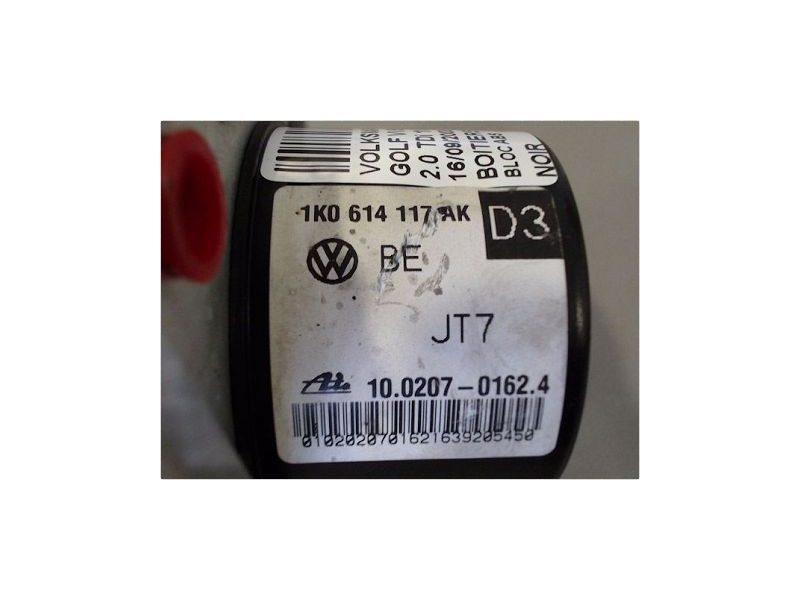 GOLF V
2.0 TDI
16/09/20
BOITIER
BLOC ABS
NOIR
1K0 614 117 AK
D3
BE
JT7
Ate 10.0207-0162.4
0102020701621639205450